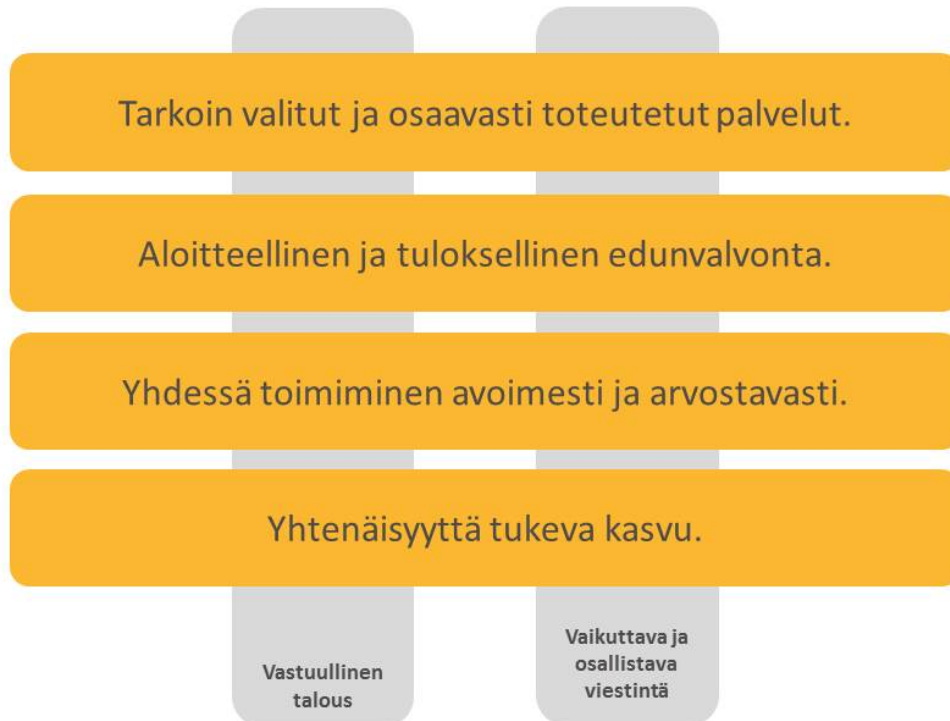 Tarkoin valitut ja osaavasti toteutetut palvelut.
Aloitteellinen ja tuloksellinen edunvalvonta.
Yhdessä toimiminen avoimesti ja arvostavasti.
Yhtenäisyyttä tukeva kasvu.
Vastuullinen
talous
Vaikuttava ja
osallistava
viestintä